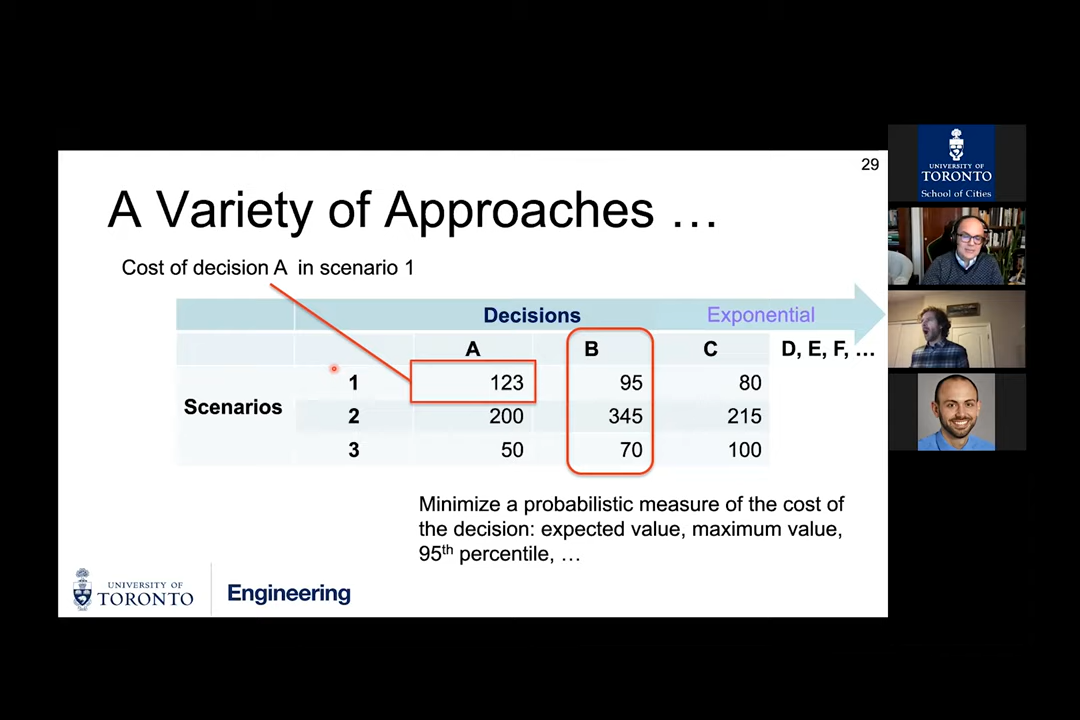 29
A Variety of Approaches …
Cost of decision A in scenario 1
Decisions Exponential
A B C D, E, F, …
1 123 95 80
Scenarios
2 200 345 215
3 50 70 100
Minimize a probabilistic measure of the cost of
the decision: expected value, maximum value,
95th percentile, …
UNIVERSITY OF
TORONTO
Engineering
UNIVERSITY OF
TORONTO
School of Cities